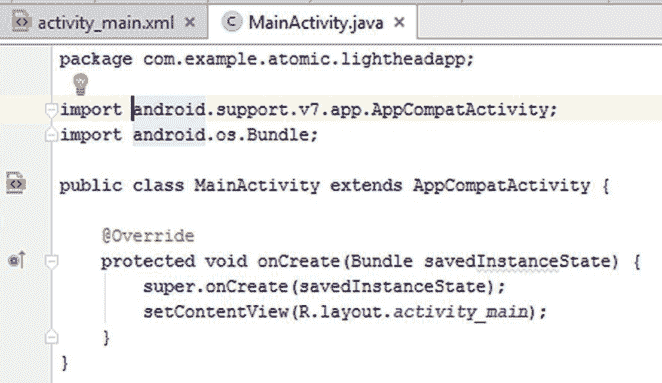 activity_main.xml
MainActivity.java
package com.example.atomic.lightheadapp;
import android.support.v7.app.AppCompatActivity;
import android.os.Bundle;
public class MainActivity extends AppCompatActivity {
@Override
protected void onCreate(Bundle savedInstanceState) {
super.onCreate(savedInstanceState);
setContentView(R.layout.activity_main);
}
}